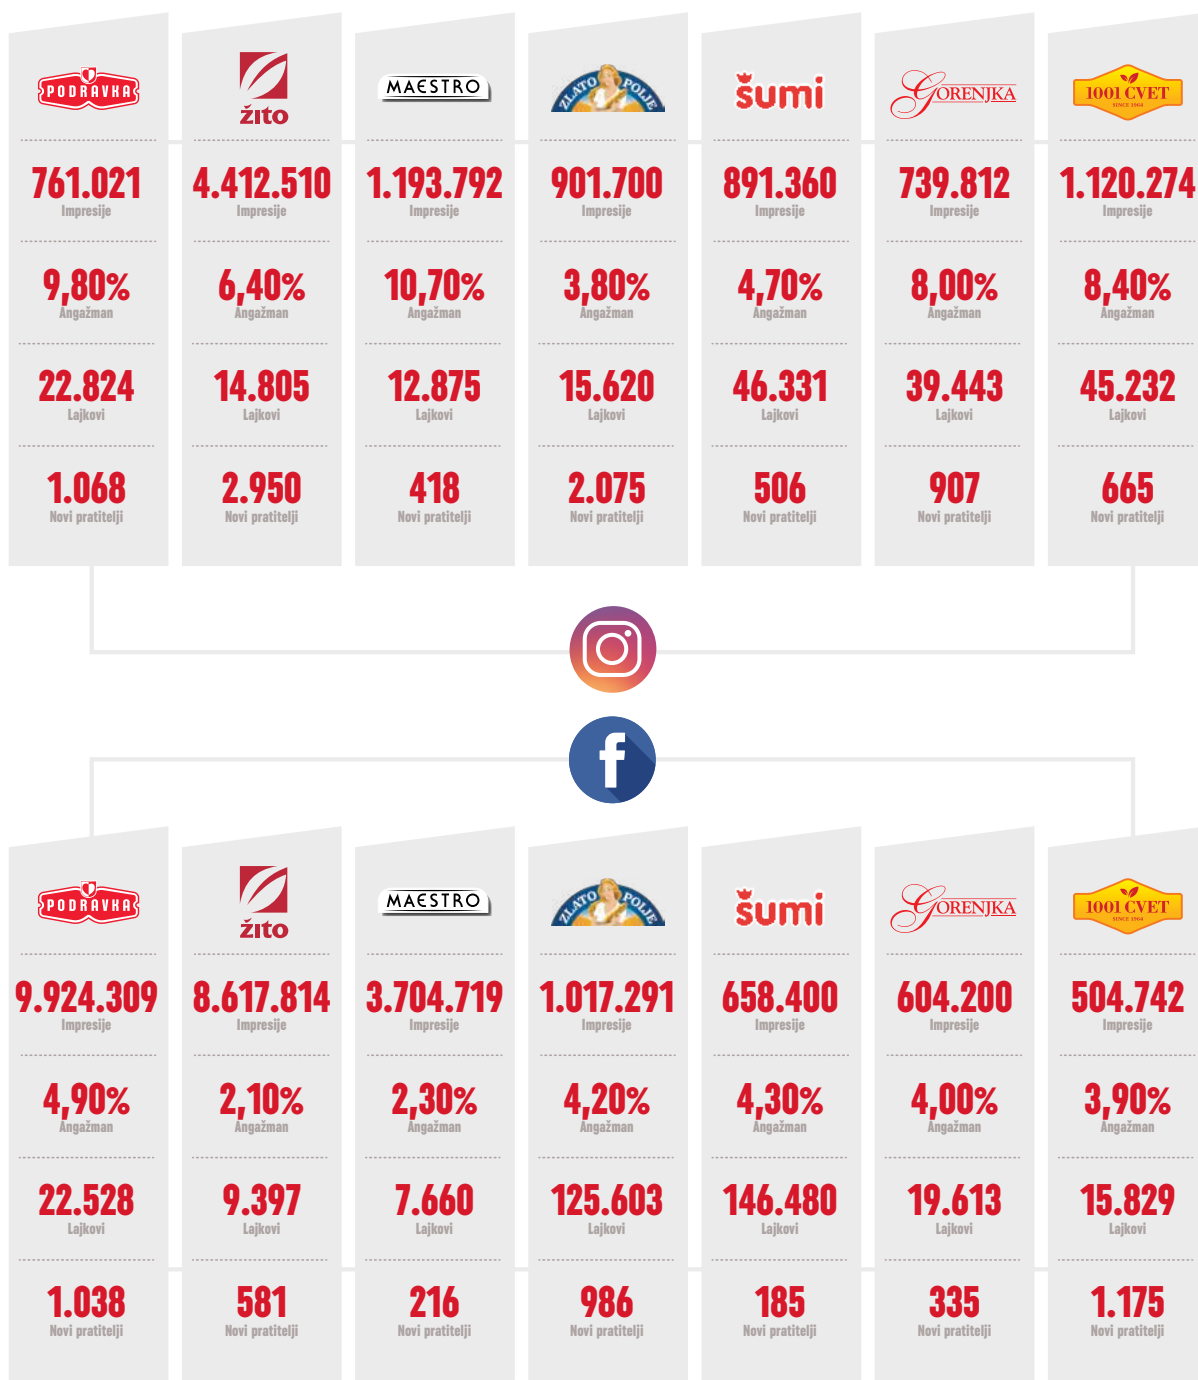 PODRAVKA
žito
MAESTRO
ZLATO POLJE
šumi
GORENJKA
1001 CVET
SINCE 1964
761.021 4.412.510 1.193.792 901.700 891.360 739.812 1.120.274
Impresije Impresije Impresije Impresije Impresije Impresije Impresije
9,80% 6,40% 10,70% 3,80% 4,70% 8,00% 8,40%
Angažman Angažman Angažman Angažman Angažman Angažman Angažman
22.824 14.805 12.875 15.620 46.331 39.443 45.232
Lajkovi Lajkovi Lajkovi Lajkovi Lajkovi Lajkovi Lajkovi
1.068 2.950 418 2.075 506 907 665
Novi pratitelji Novi pratitelji Novi pratitelji Novi pratitelji Novi pratitelji Novi pratitelji Novi pratitelji
f
PODRAVKA
žito
MAESTRO
ZLATO POLJE
šumi
GORENJKA
1001 CVET
SINCE 1964
9.924.309 8.617.814 3.704.719 1.017.291 658.400 604.200 504.742
Impresije Impresije Impresije Impresije Impresije Impresije Impresije
4,90% 2,10% 2,30% 4,20% 4,30% 4,00% 3,90%
Angažman Angažman Angažman Angažman Angažman Angažman Angažman
22.528 9.397 7.660 125.603 146.480 19.613 15.829
Lajkovi Lajkovi Lajkovi Lajkovi Lajkovi Lajkovi Lajkovi
1.038 581 216 986 185 335 1.175
Novi pratitelji Novi pratitelji Novi pratitelji Novi pratitelji Novi pratitelji Novi pratitelji Novi pratitelji